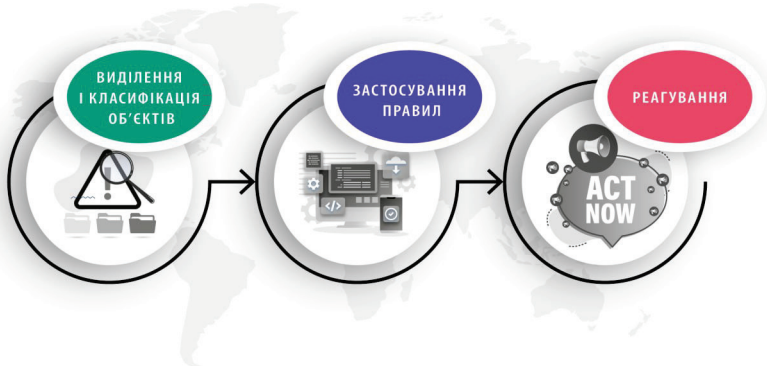 ВИДІЛЕННЯ
І КЛАСИФІКАЦІЯ
ОБ’ЄКТІВ
ЗАСТОСУВАННЯ
ПРАВИЛ
РЕАГУВАННЯ
!
</>
ACT
NOW